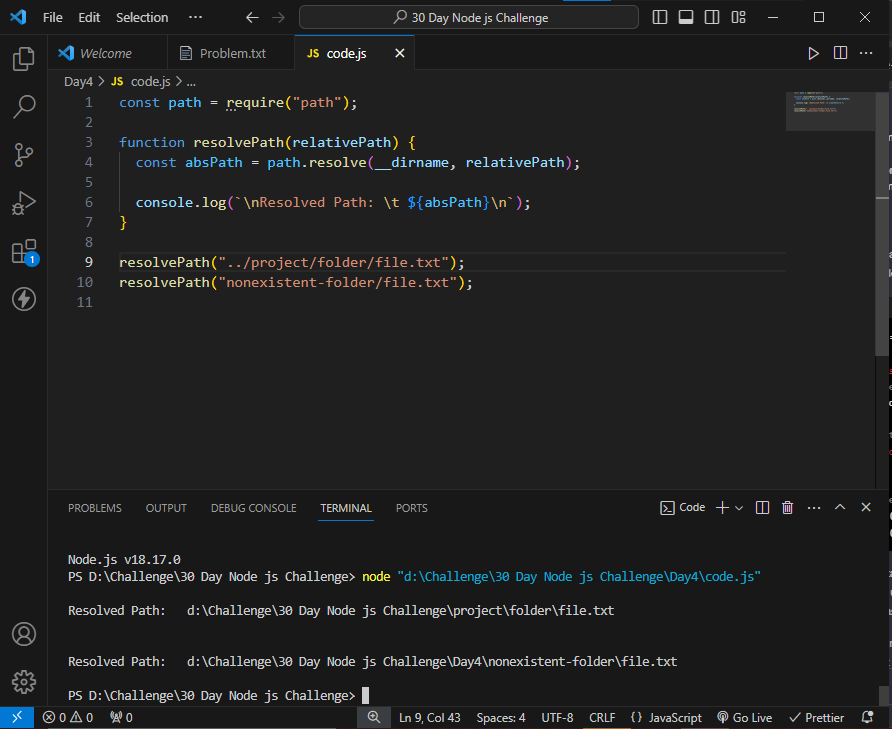 File Edit Selection ··· 30 Day Node js Challenge
Welcome Problem.txt JS code.js
Day4 > JS code.js > ...
1 const path = require("path");
2
3 function resolvePath(relativePath) {
4 const absPath = path.resolve(__dirname, relativePath);
5
6 console.log(`\nResolved Path: \t ${absPath}\n`);
7 }
8
9 resolvePath("../project/folder/file.txt");
10 resolvePath("nonexistent-folder/file.txt");
11
1
PROBLEMS OUTPUT DEBUG CONSOLE TERMINAL PORTS Code
Node.js v18.17.0
PS D:\Challenge\30 Day Node js Challenge> node "d:\Challenge\30 Day Node js Challenge\Day4\code.js"
Resolved Path: d:\Challenge\30 Day Node js Challenge\project\folder\file.txt
Resolved Path: d:\Challenge\30 Day Node js Challenge\Day4\nonexistent-folder\file.txt
PS D:\Challenge\30 Day Node js Challenge>
0 0 0 Ln 9, Col 43 Spaces: 4 UTF-8 CRLF {} JavaScript Go Live Prettier